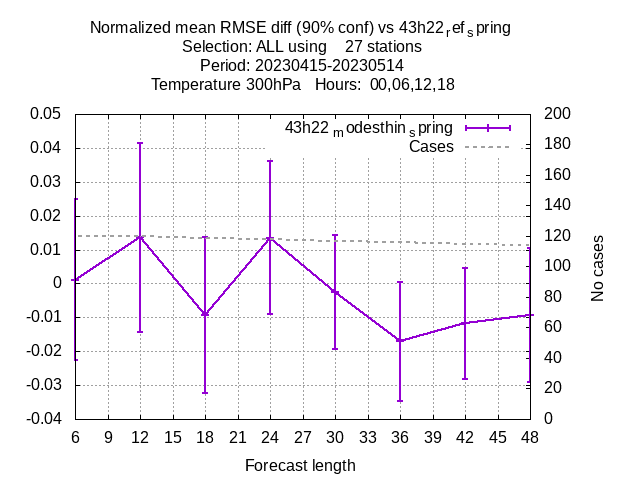 Normalized mean RMSE diff (90% conf) vs 43h22refspring
Selection: ALL using 27 stations
Period: 20230415-20230514
Temperature 300hPa Hours: 00,06,12,18
43h22modesthinspring
Cases
0.05
0.04
0.03
0.02
0.01
0
-0.01
-0.02
-0.03
-0.04
200
180
160
140
120
100
80
60
40
20
0
No cases
6 9 12 15 18 21 24 27 30 33 36 39 42 45 48
Forecast length